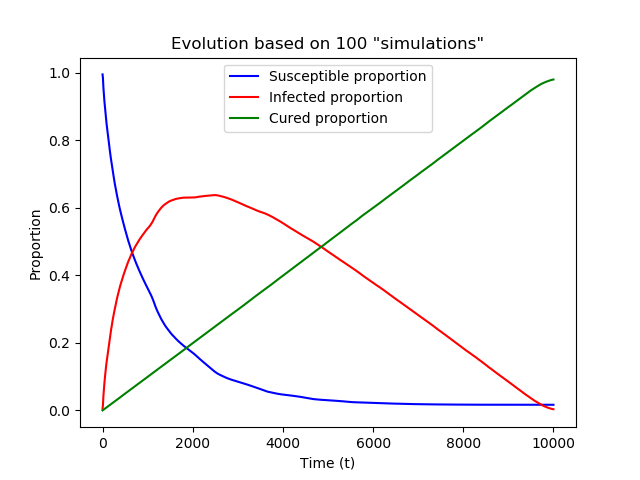 Evolution based on 100 "simulations"
Susceptible proportion
Infected proportion
Cured proportion
1.0
0.8
0.6
0.4
0.2
0.0
Proportion
0 2000 4000 6000 8000 10000
Time (t)